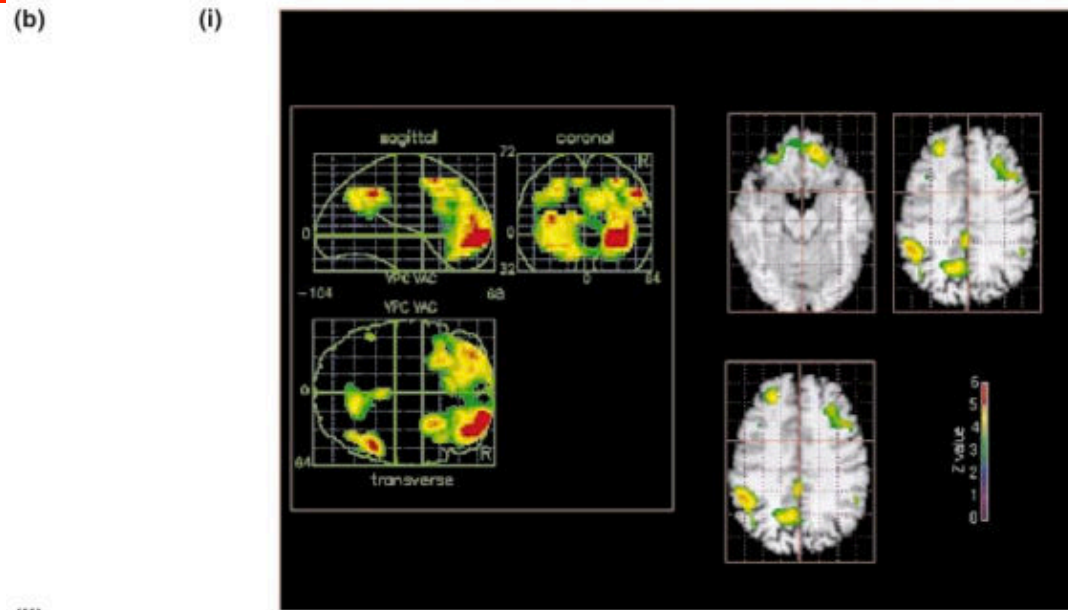 (b) (i)
sagittal coronal
72
R
0 0
32
VPC VAC 0 64
-104 68
VPC VAC
0
64
R
transverse
6
5
4
3
2
1
0
Z value